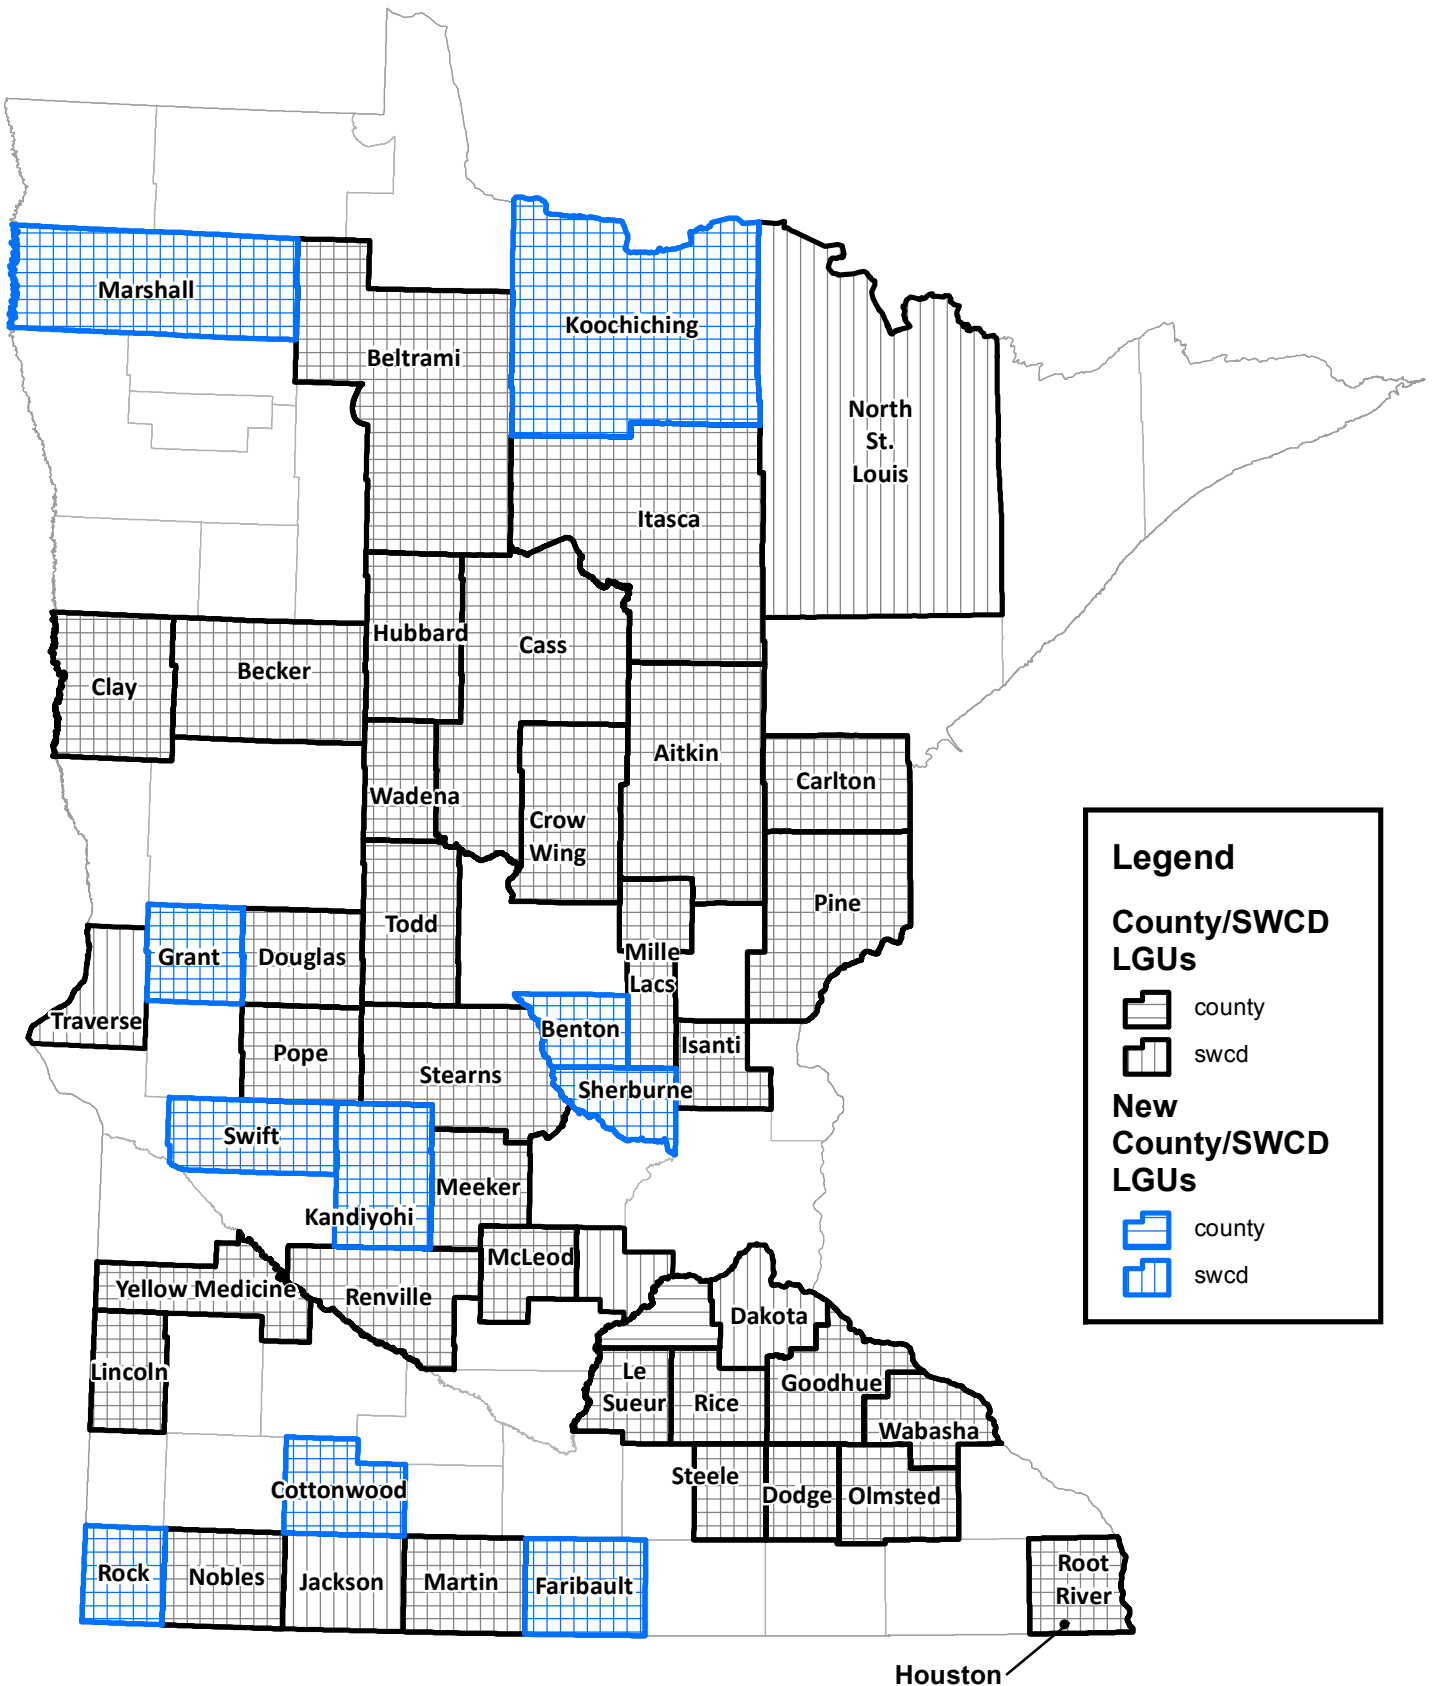 Marshall
Koochiching
Beltrami
North
St.
Louis
Itasca
Hubbard
Cass
Becker
Clay
Aitkin
Carlton
Wadena
Crow
Wing
Pine
Todd
Grant
Douglas
Mille
Lacs
Traverse
Benton
Isanti
Pope
Stearns
Sherburne
Swift
Meeker
Kandiyohi
McLeod
Yellow Medicine
Renville
Dakota
Lincoln
Le
Sueur
Rice
Goodhue
Wabasha
Steele
Cottonwood
Dodge
Olmsted
Rock
Nobles
Jackson
Martin
Faribault
Root
River
Houston
Legend
County/SWCD
LGUs
county
swcd
New
County/SWCD
LGUs
county
swcd